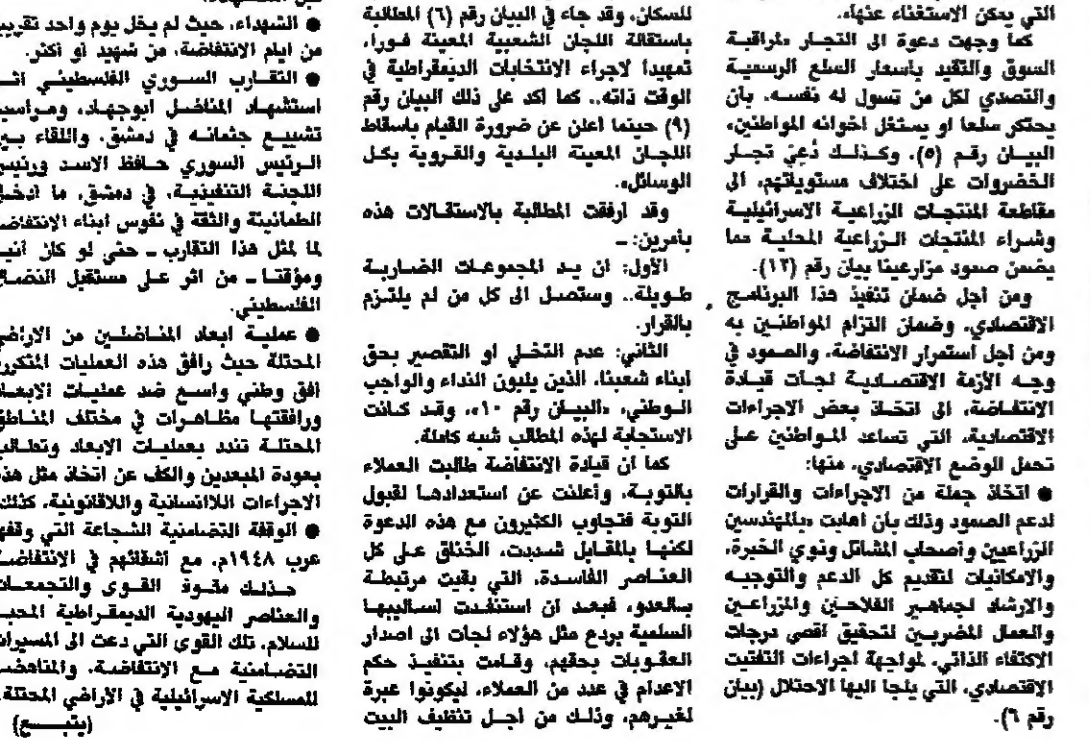 التي يمكن الاستغناء عنها».
كما وجهت دعوة الى التجار «لمراقبة
السوق والتقيد بأسعار السلع الرسمية
والتصدي لكل من تسول له نفسه، بأن
يحتكر سلعا او يستغل اخوانه المواطنين،
البيان رقم (٥). وكذلك دُعِيَ تجار
الخضروات على اختلاف مستوياتهم، الى
مقاطعة المنتجات الزراعية الاسرائيلية
وشراء المنتجات الزراعية المحلية مما
يضمن صمود مزارعينا بيان رقم (١٢).
ومن أجل ضمان تنفيذ هذا البرنامج
الاقتصادي، وضمان التزام المواطنين به
ومن أجل استمرار الانتفاضة، والصمود في
وجه الأزمة الاقتصادية لجأت قيادة
الانتفاضة، الى اتخاذ بعض الاجراءات
الاقتصادية، التي تساعد المواطنين على
تحمل الوضع الاقتصادي، منها:
● اتخاذ جملة من الاجراءات والقرارات
لدعم الصمود وذلك بأن اهابت «بالمهندسين
الزراعيين وأصحاب المشاتل وذوي الخبرة،
والامكانيات لتقديم كل الدعم والتوجيه
والارشاد لجماهير الفلاحين والمزارعين
والعمال المضربين لتحقيق أقصى درجات
الاكتفاء الذاتي، لمواجهة اجراءات التفتيت
الاقتصادي، التي يلجأ اليها الاحتلال (بيان
رقم ٦).
للسكان، وقد جاء في البيان رقم (٦) المطالبة
باستقالة اللجان الشعبية المعينة فورا،
تمهيدا لاجراء الانتخابات الديمقراطية في
الوقت ذاته.. كما اكد على ذلك البيان رقم
(٩) حينما اعلن عن ضرورة القيام باسقاط
اللجان المعينة البلدية والقروية بكل
الوسائل».
وقد ارفقت المطالبة بالاستقالات هذه
بأمرين: ـ
الأول: ان يد المجموعات الضاربة
طويلة.. وستصل الى كل من لم يلتزم
بالقرار.
الثاني: عدم التخلي او التقصير بحق
ابناء شعبنا، الذين يلبون النداء والواجب
الوطني، «البيان رقم ١٠»، وقد كانت
الاستجابة لهذه المطالب شبه كاملة.
كما ان قيادة الانتفاضة طالبت العملاء
بالتوبة، وأعلنت عن استعدادها لقبول
التوبة فتجاوب الكثيرون مع هذه الدعوة
لكنها بالمقابل شددت، الخناق على كل
العناصر الفاسدة، التي بقيت مرتبطة
بالعدو، فبعد ان استنفدت اساليبها
السلمية بردع مثل هؤلاء لجأت الى اصدار
العقوبات بحقهم، وقامت بتنفيذ حكم
الاعدام في عدد من العملاء، ليكونوا عبرة
لغيرهم، وذلك من اجل تنظيف البيت
● الشهداء، حيث لم يخل يوم واحد تقريبا
من ايام الانتفاضة، من شهيد او أكثر.
● التقارب السوري الفلسطيني اثـ
استشهاد المناضل ابوجهاد، ومراسيم
تشييع جثمانه في دمشق، واللقاء بين
الرئيس السوري حافظ الاسد ورئيس
اللجنة التنفيذية، في دمشق، ما ادخل
الطمانينة والثقة في نفوس ابناء الانتفاضة
لما لمثل هذا التقارب ـ حتى لو كان آنيا
ومؤقتا ـ من اثر على مستقبل النضال
الفلسطيني.
● عملية ابعاد المناضلين من الاراضي
المحتلة حيث رافق هذه العمليات المتكررة
افق وطني واسع ضد عمليات الابعاد
ورافقتها مظاهرات في مختلف المناطق
المحتلة تندد بعمليات الابعاد وتطالب
بعودة المبعدين والكف عن اتخاذ مثل هذه
الاجراءات اللاانسانية واللاقانونية، كذلك
● الوقفة التضامنية الشجاعة التي وقفها
عرب ١٩٤٨م، مع أشقائهم في الانتفاضة
حذلك القوى والتجمعات
والعناصر اليهودية الديمقراطية المحبة
للسلام، تلك القوى التي دعت الى المسيرات
التضامنية مع الانتفاضة، والمناهضة
للمسلكية الاسرائيلية في الأراضي المحتلة.
(يتبـــع)